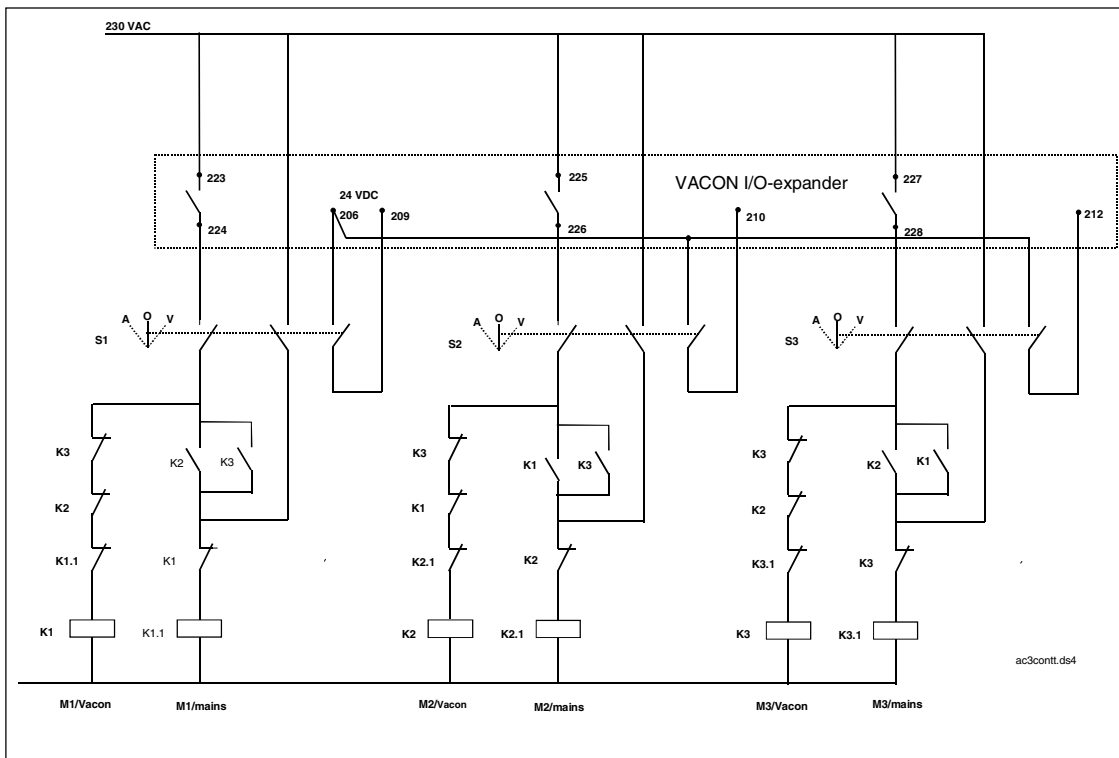 230 VAC
223
225
227
VACON I/O-expander
24 VDC
206
209
210
212
224
226
228
A O V
S1
A O V
S2
A O V
S3
K3
K2
K3
K3
K1
K3
K3
K2
K1
K2
K1
K2
K1.1
K1
K2.1
K2
K3.1
K3
K1
K1.1
K2
K2.1
K3
K3.1
ac3contt.ds4
M1/Vacon
M1/mains
M2/Vacon
M2/mains
M3/Vacon
M3/mains